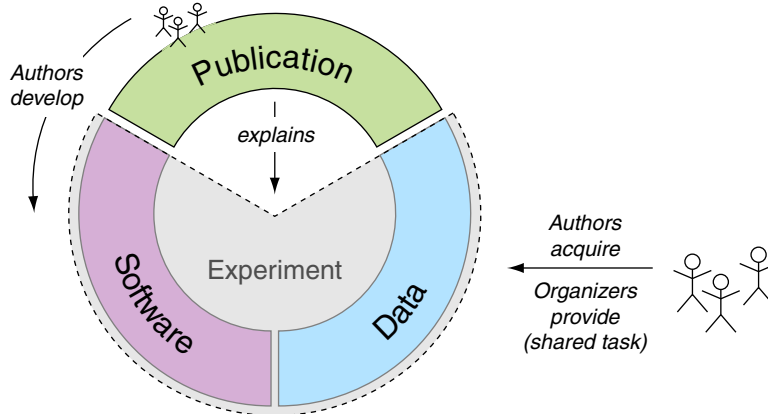 Publication
Authors
develop
explains
Experiment
Software
Data
Authors
acquire
Organizers
provide
(shared task)